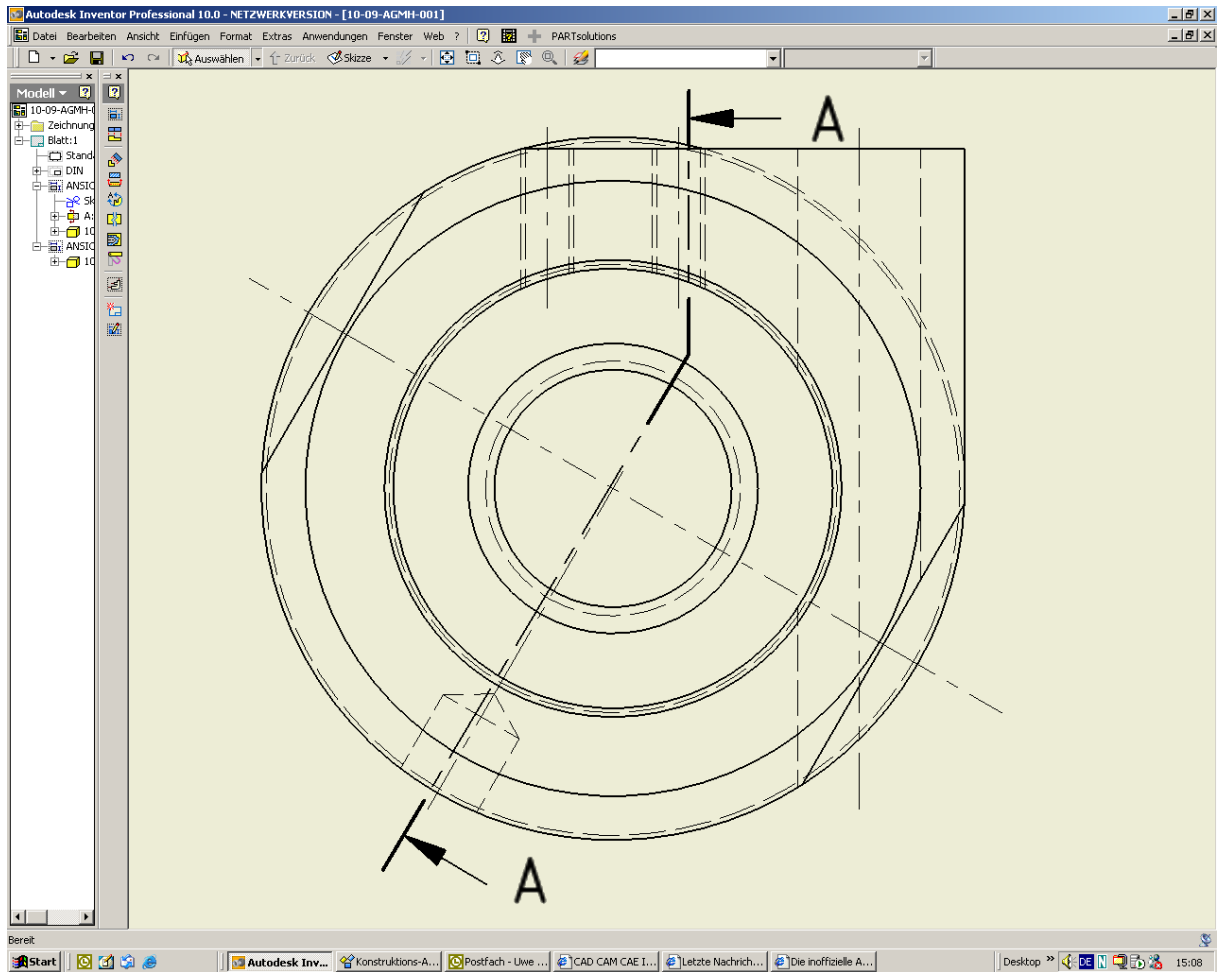 Autodesk Inventor Professional 10.0 - NETZWERKVERSION - [10-09-AGMH-001]
Datei Bearbeiten Ansicht Einfügen Format Extras Anwendungen Fenster Web ? PARTsolutions
Auswählen Zurück Skizze
Modell
10-09-AGMH-0
Zeichnung
Blatt:1
Stand
DIN
ANSIC
Sk
A:
10
ANSIC
10
A
A
Bereit
Start Autodesk Inv... Konstruktions-A... Postfach - Uwe ... CAD CAM CAE I... Letzte Nachrich... Die inoffizielle A... Desktop » DE 15:08